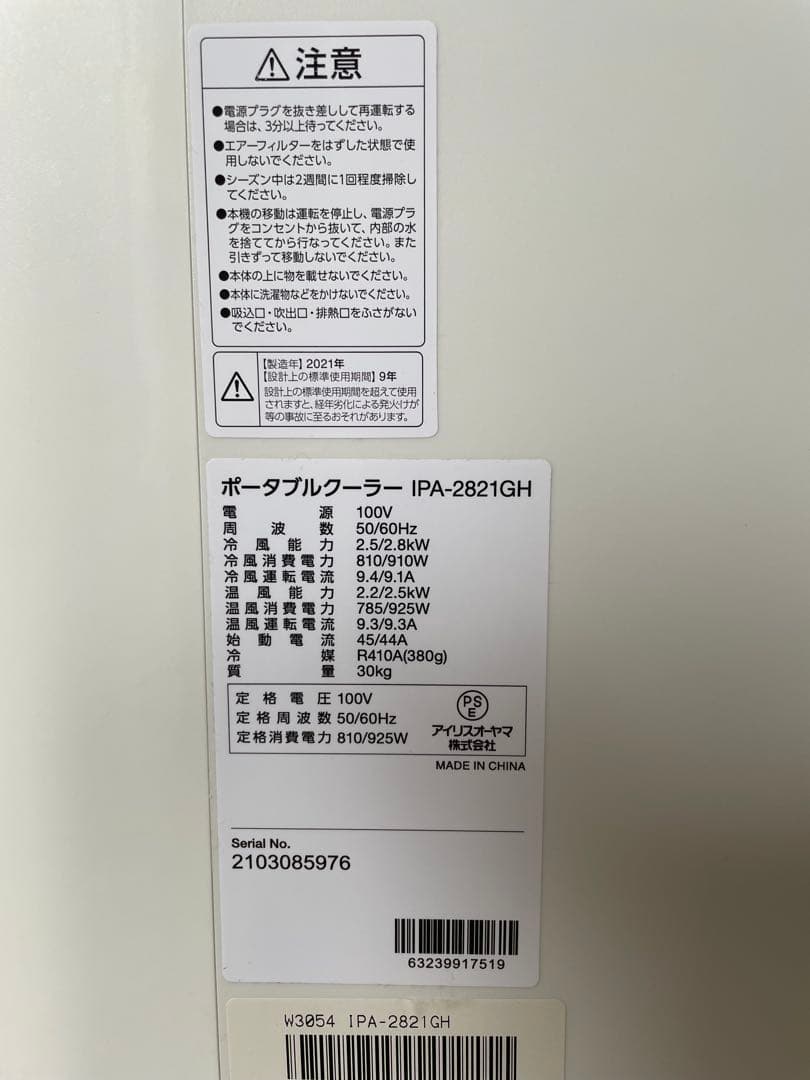 注意
●電源プラグを抜き差しして再運転する
場合は、3分以上待ってください。
●エアーフィルターをはずした状態で使
用しないでください。
●シーズン中は2週間に1回程度掃除し
てください。
●本機の移動は運転を停止し、電源プラ
グをコンセントから抜いて、内部の水
を捨ててから行なってください。また
引きずって移動しないでください。
●本体の上に物を載せないでください。
●本体に洗濯物などをかけないでください。
●吸込口・吹出口・排熱口をふさがない
でください。
【製造年】2021年
【設計上の標準使用期間】9年
設計上の標準使用期間を超えて使用
されますと、経年劣化による発火けが
等の事故に至るおそれがあります。
ポータブルクーラー IPA-2821GH
電源 100V
周波数 50/60Hz
冷風能力 2.5/2.8kW
冷風消費電力 810/910W
冷風運転電流 9.4/9.1A
温風能力 2.2/2.5kW
温風消費電力 785/925W
温風運転電流 9.3/9.3A
始動電流 45/44A
冷媒 R410A(380g)
質量 30kg
定格電圧 100V
定格周波数 50/60Hz
定格消費電力 810/925W
PS
E
アイリスオーヤマ
株式会社
MADE IN CHINA
Serial No.
2103085976
63239917519
W3054 IPA-2821GH